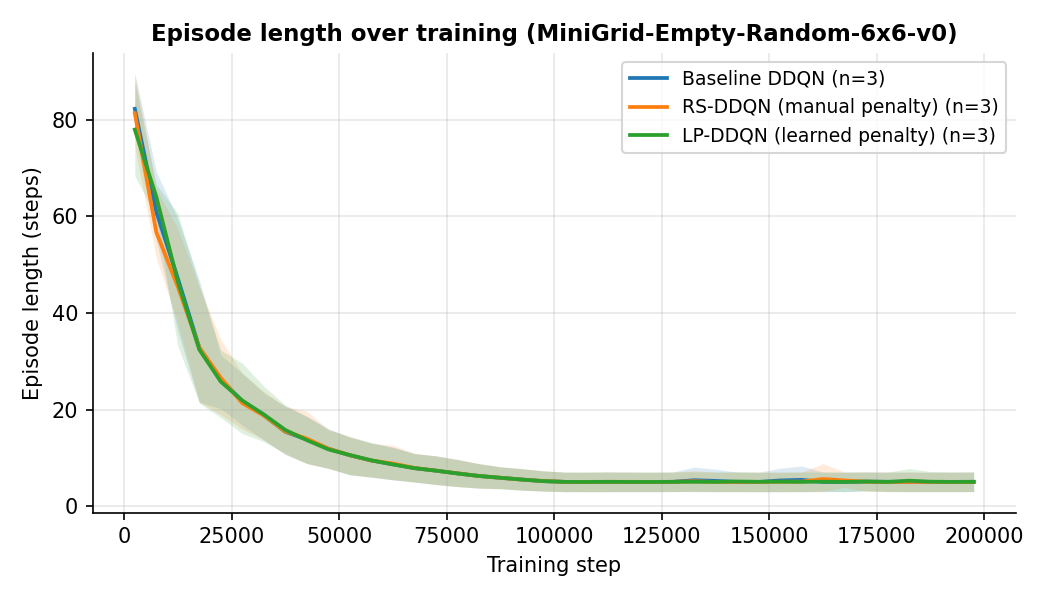 Episode length over training (MiniGrid-Empty-Random-6x6-v0)
Baseline DDQN (n=3)
RS-DDQN (manual penalty) (n=3)
LP-DDQN (learned penalty) (n=3)
Episode length (steps)
80
60
40
20
0
0 25000 50000 75000 100000 125000 150000 175000 200000
Training step